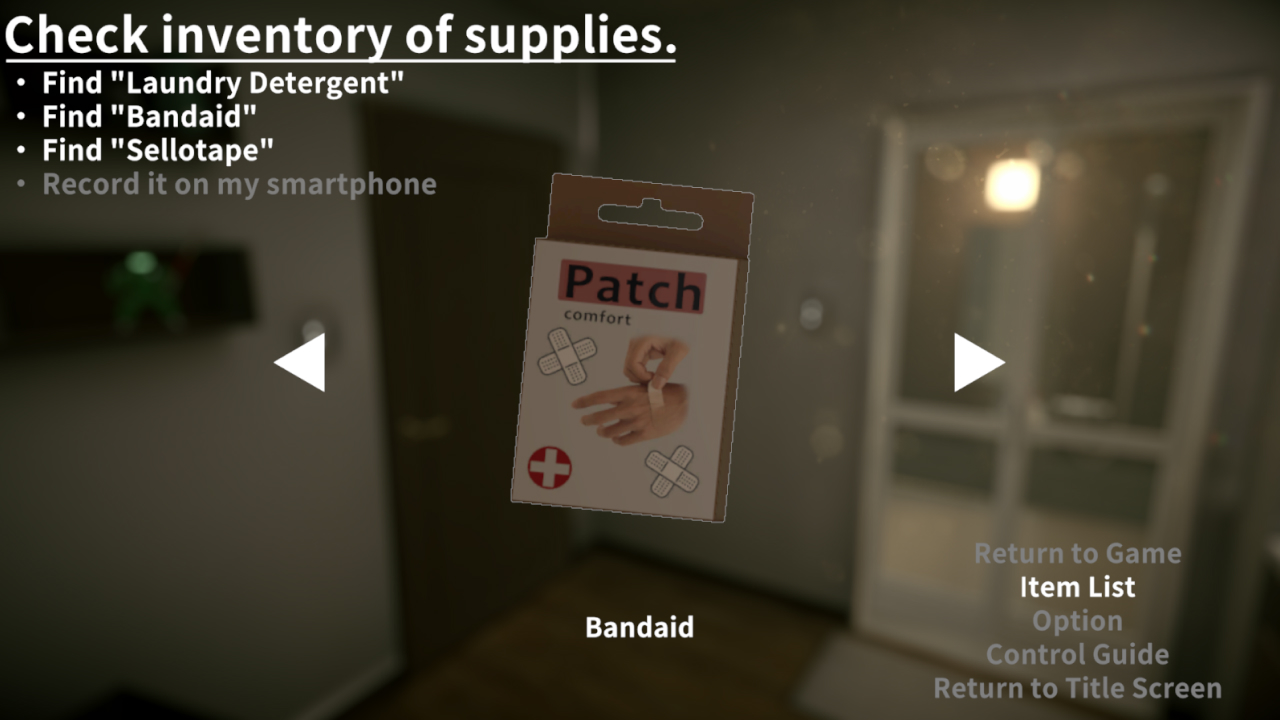 Check inventory of supplies.
・ Find "Laundry Detergent"
・ Find "Bandaid"
・ Find "Sellotape"
・ Record it on my smartphone
Patch
comfort
Bandaid
Return to Game
Item List
Option
Control Guide
Return to Title Screen